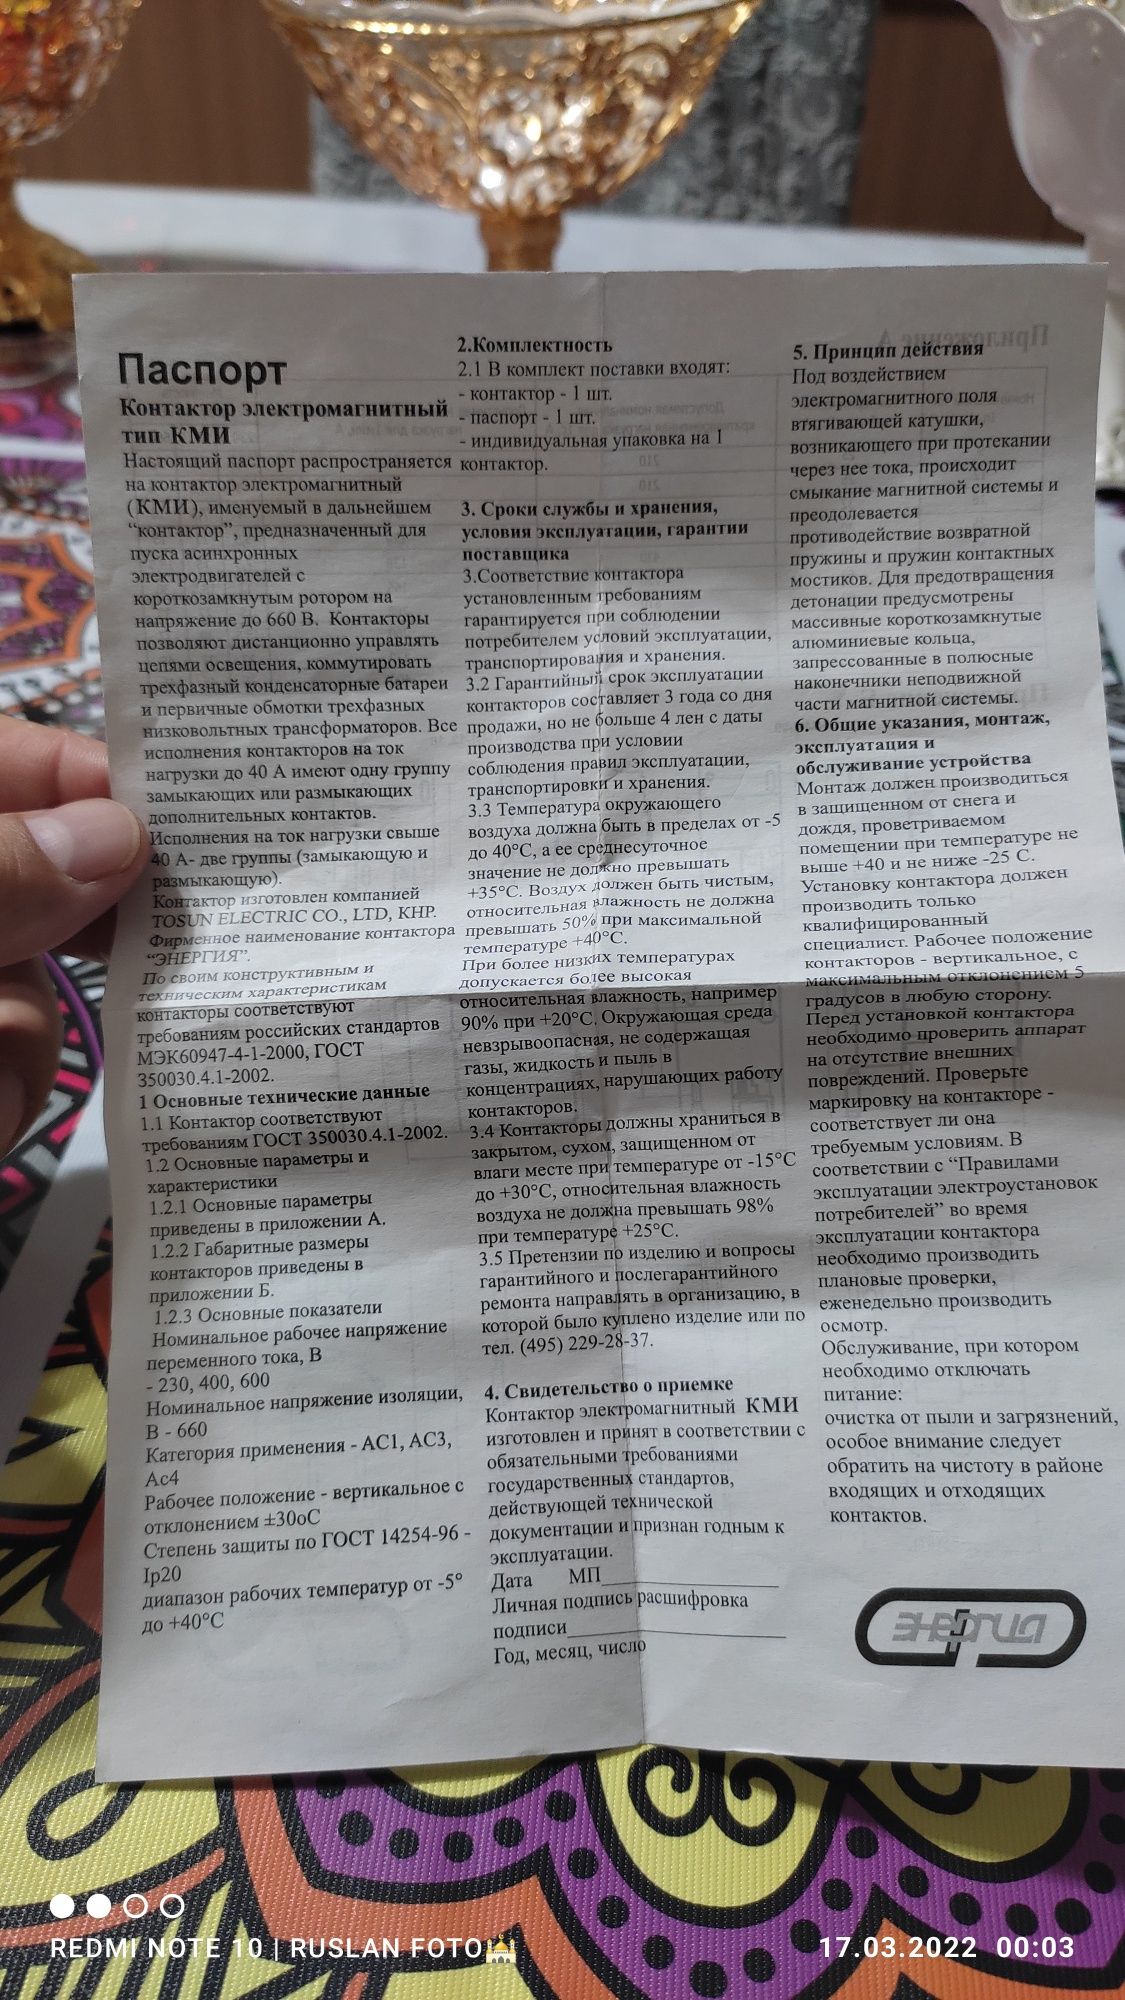 Паспорт
Контактор электромагнитный
тип КМИ
Настоящий паспорт распространяется
на контактор электромагнитный
(КМИ), именуемый в дальнейшем
“контактор”, предназначенный для
пуска асинхронных
электродвигателей с
короткозамкнутым ротором на
напряжение до 660 В. Контакторы
позволяют дистанционно управлять
цепями освещения, коммутировать
трехфазный конденсаторные батареи
и первичные обмотки трехфазных
низковольтных трансформаторов. Все
исполнения контакторов на ток
нагрузки до 40 А имеют одну группу
замыкающих или размыкающих
дополнительных контактов.
Исполнения на ток нагрузки свыше
40 А- две группы (замыкающую и
размыкающую).
Контактор изготовлен компанией
TOSUN ELECTRIC CO., LTD, КНР.
Фирменное наименование контактора
“ЭНЕРГИЯ”.
По своим конструктивным и
техническим характеристикам
контакторы соответствуют
требованиям российских стандартов
МЭК60947-4-1-2000, ГОСТ
350030.4.1-2002.
1 Основные технические данные
1.1 Контактор соответствуют
требованиям ГОСТ 350030.4.1-2002.
1.2 Основные параметры и
характеристики
1.2.1 Основные параметры
приведены в приложении А.
1.2.2 Габаритные размеры
контакторов приведены в
приложении Б.
1.2.3 Основные показатели
Номинальное рабочее напряжение
переменного тока, В
- 230, 400, 600
Номинальное напряжение изоляции,
В - 660
Категория применения - АС1, АС3,
Ас4
Рабочее положение - вертикальное с
отклонением ±30оС
Степень защиты по ГОСТ 14254-96 -
Ip20
диапазон рабочих температур от -5°
до +40°С
2.Комплектность
2.1 В комплект поставки входят:
- контактор - 1 шт.
- паспорт - 1 шт.
- индивидуальная упаковка на 1
контактор.
3. Сроки службы и хранения,
условия эксплуатации, гарантии
поставщика
3.Соответствие контактора
установленным требованиям
гарантируется при соблюдении
потребителем условий эксплуатации,
транспортирования и хранения.
3.2 Гарантийный срок эксплуатации
контакторов составляет 3 года со дня
продажи, но не больше 4 лен с даты
производства при условии
соблюдения правил эксплуатации,
транспортировки и хранения.
3.3 Температура окружающего
воздуха должна быть в пределах от -5
до 40°С, а ее среднесуточное
значение не должно превышать
+35°С. Воздух должен быть чистым,
относительная влажность не должна
превышать 50% при максимальной
температуре +40°С.
При более низких температурах
допускается более высокая
относительная влажность, например
90% при +20°С. Окружающая среда
невзрывоопасная, не содержащая
газы, жидкость и пыль в
концентрациях, нарушающих работу
контакторов.
3.4 Контакторы должны храниться в
закрытом, сухом, защищенном от
влаги месте при температуре от -15°С
до +30°С, относительная влажность
воздуха не должна превышать 98%
при температуре +25°С.
3.5 Претензии по изделию и вопросы
гарантийного и послегарантийного
ремонта направлять в организацию, в
которой было куплено изделие или по
тел. (495) 229-28-37.
4. Свидетельство о приемке
Контактор электромагнитный КМИ
изготовлен и принят в соответствии с
обязательными требованиями
государственных стандартов,
действующей технической
документации и признан годным к
эксплуатации.
Дата МП
Личная подпись расшифровка
подписи
Год, месяц, число
5. Принцип действия
Под воздействием
электромагнитного поля
втягивающей катушки,
возникающего при протекании
через нее тока, происходит
смыкание магнитной системы и
преодолевается
противодействие возвратной
пружины и пружин контактных
мостиков. Для предотвращения
детонации предусмотрены
массивные короткозамкнутые
алюминиевые кольца,
запрессованные в полюсные
наконечники неподвижной
части магнитной системы.
6. Общие указания, монтаж,
эксплуатация и
обслуживание устройства
Монтаж должен производиться
в защищенном от снега и
дождя, проветриваемом
помещении при температуре не
выше +40 и не ниже -25 С.
Установку контактора должен
производить только
квалифицированный
специалист. Рабочее положение
контакторов - вертикальное, с
максимальным отклонением 5
градусов в любую сторону.
Перед установкой контактора
необходимо проверить аппарат
на отсутствие внешних
повреждений. Проверьте
маркировку на контакторе -
соответствует ли она
требуемым условиям. В
соответствии с “Правилами
эксплуатации электроустановок
потребителей” во время
эксплуатации контактора
необходимо производить
плановые проверки,
еженедельно производить
осмотр.
Обслуживание, при котором
необходимо отключать
питание:
очистка от пыли и загрязнений,
особое внимание следует
обратить на чистоту в районе
входящих и отходящих
контактов.
ЭНЕРГИЯ
REDMI NOTE 10 | RUSLAN FOTO🕌
17.03.2022 00:03